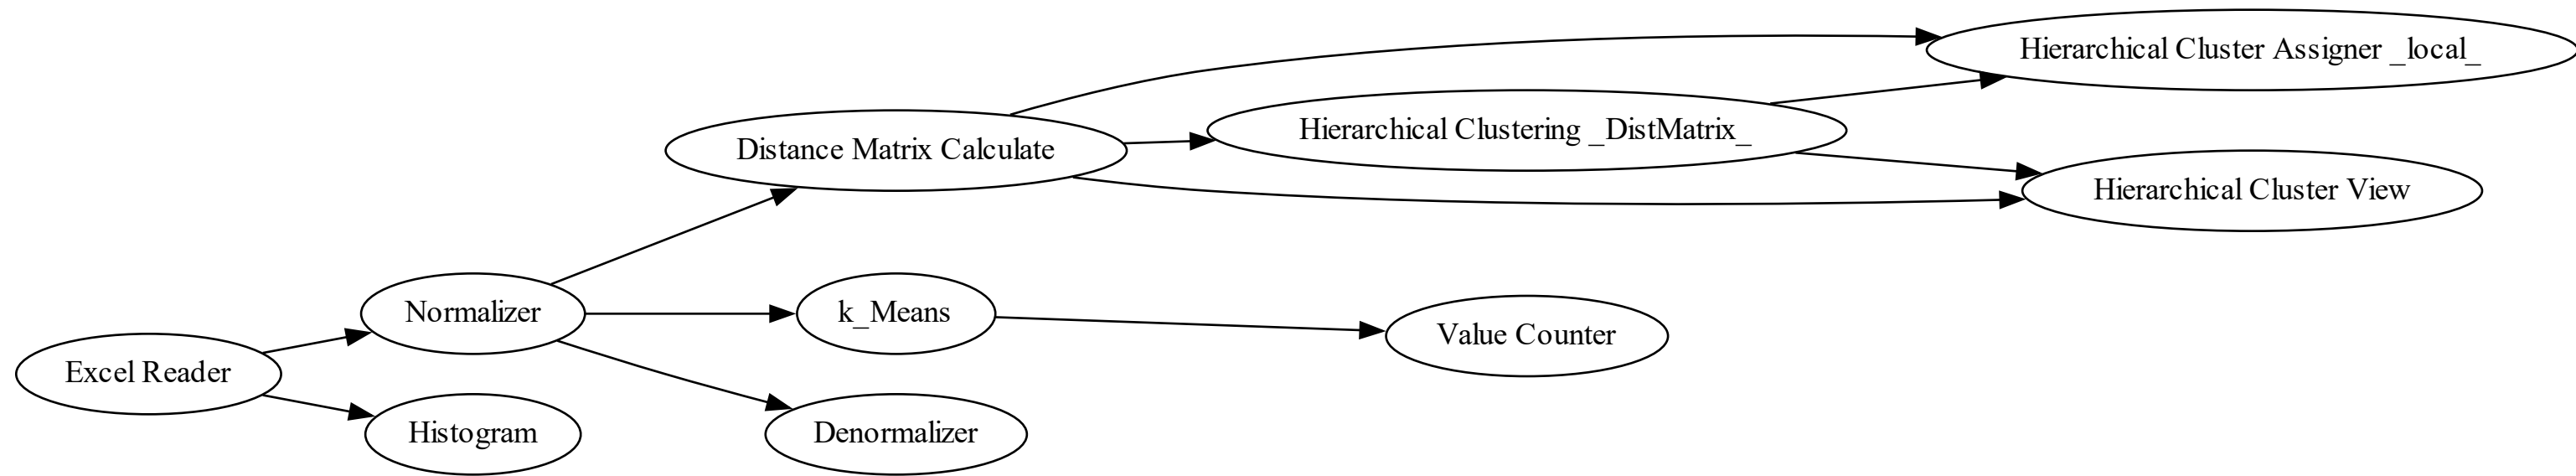 Hierarchical Cluster Assigner _local_
Hierarchical Clustering _DistMatrix_
Distance Matrix Calculate
Hierarchical Cluster View
Normalizer
k_Means
Value Counter
Excel Reader
Histogram
Denormalizer